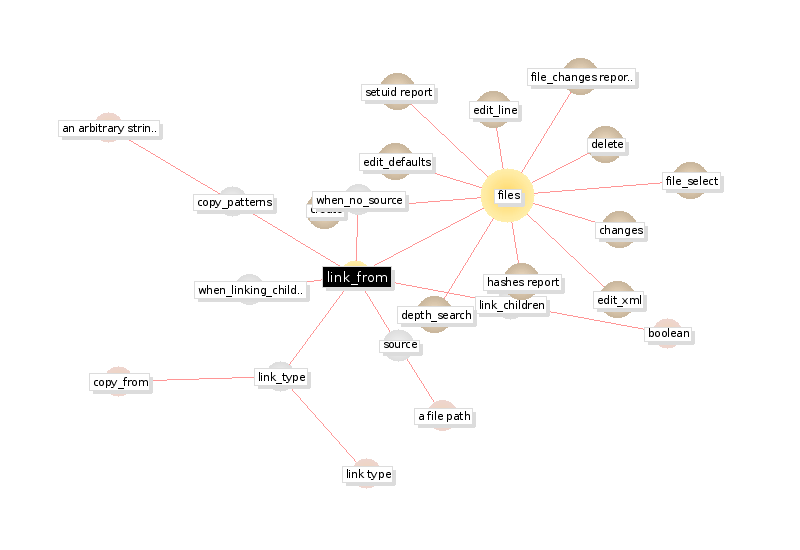 file_changes repor..
setuid report
edit_line
an arbitrary strin..
delete
edit_defaults
file_select
files
when_no_source
copy_patterns
create
changes
link_from
hashes report
when_linking_child..
edit_xml
link_children
depth_search
boolean
source
link_type
copy_from
a file path
link type